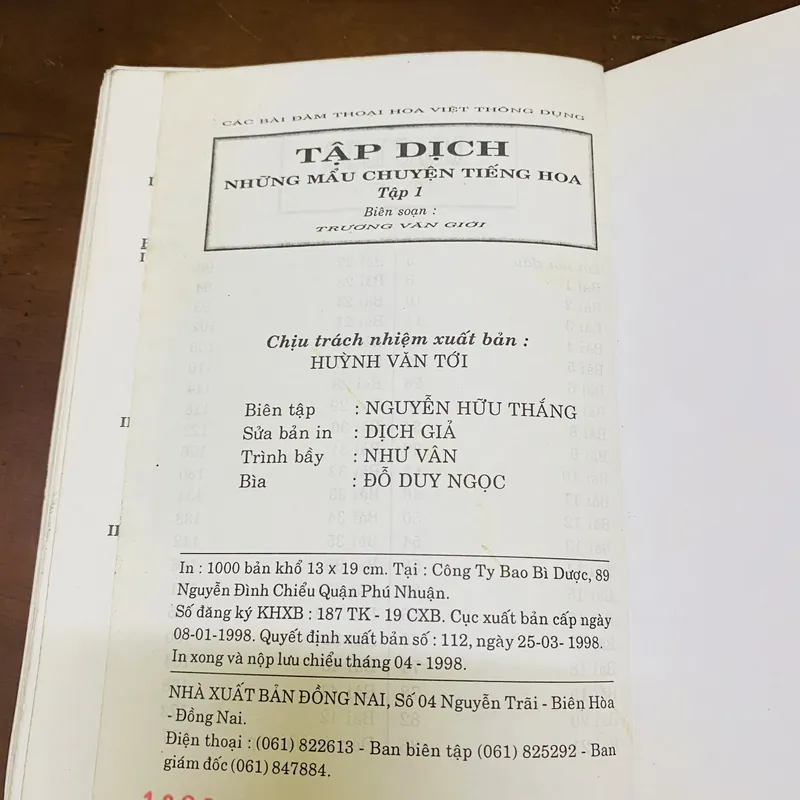 CÁC BÀI ĐÀM THOẠI HOA VIỆT THÔNG DỤNG
TẬP DỊCH
NHỮNG MẨU CHUYỆN TIẾNG HOA
Tập 1
Biên soạn :
TRƯƠNG VĂN GIỚI
Chịu trách nhiệm xuất bản :
HUỲNH VĂN TỚI
Biên tập : NGUYỄN HỮU THẮNG
Sửa bản in : DỊCH GIẢ
Trình bầy : NHƯ VÂN
Bìa : ĐỖ DUY NGỌC
In : 1000 bản khổ 13 x 19 cm. Tại : Công Ty Bao Bì Dược, 89
Nguyễn Đình Chiểu Quận Phú Nhuận.
Số đăng ký KHXB : 187 TK - 19 CXB. Cục xuất bản cấp ngày
08-01-1998. Quyết định xuất bản số : 112, ngày 25-03- 1998.
In xong và nộp lưu chiểu tháng 04 - 1998.
NHÀ XUẤT BẢN ĐỒNG NAI, Số 04 Nguyễn Trãi - Biên Hòa
- Đồng Nai.
Điện thoại : (061) 822613 - Ban biên tập (061) 825292 - Ban
giám đốc (061) 847884.